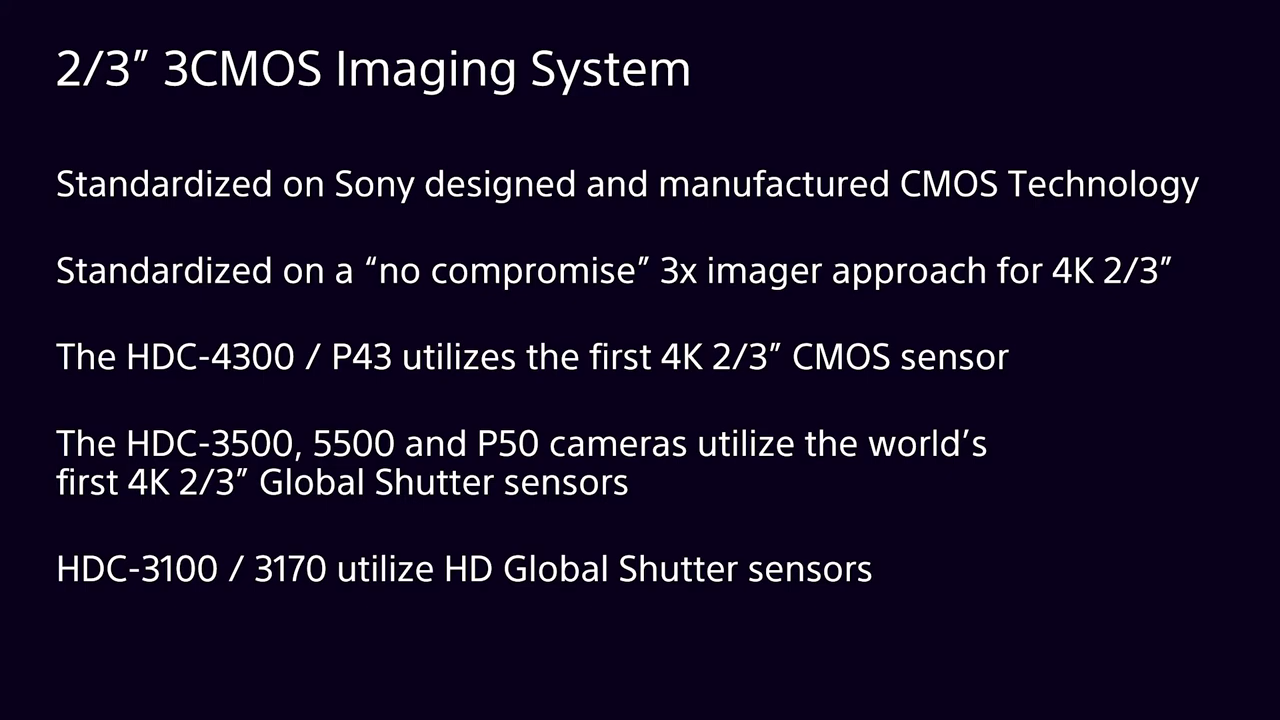 2/3” 3CMOS Imaging System
Standardized on Sony designed and manufactured CMOS Technology
Standardized on a “no compromise” 3x imager approach for 4K 2/3”
The HDC-4300 / P43 utilizes the first 4K 2/3” CMOS sensor
The HDC-3500, 5500 and P50 cameras utilize the world’s
first 4K 2/3” Global Shutter sensors
HDC-3100 / 3170 utilize HD Global Shutter sensors